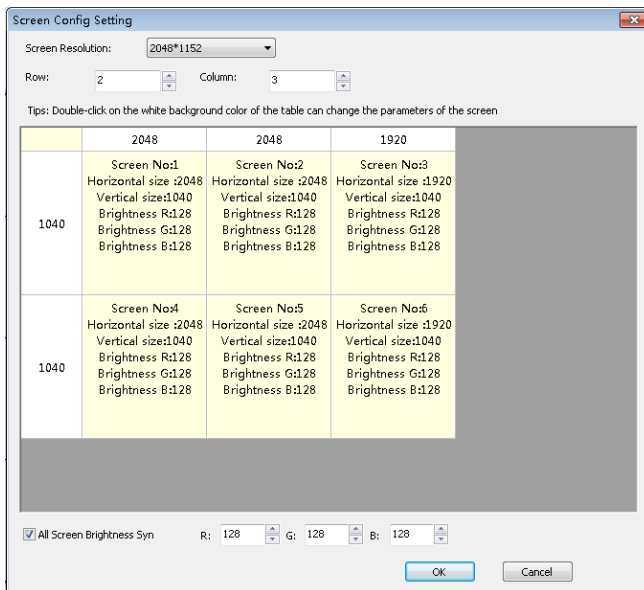 Screen Config Setting
Screen Resolution: 2048*1152
Row: 2 Column: 3
Tips: Double-click on the white background color of the table can change the parameters of the screen
2048 2048 1920
1040
Screen No:1
Horizontal size :2048
Vertical size:1040
Brightness R:128
Brightness G:128
Brightness B:128
Screen No:2
Horizontal size :2048
Vertical size:1040
Brightness R:128
Brightness G:128
Brightness B:128
Screen No:3
Horizontal size :1920
Vertical size:1040
Brightness R:128
Brightness G:128
Brightness B:128
1040
Screen No:4
Horizontal size :2048
Vertical size:1040
Brightness R:128
Brightness G:128
Brightness B:128
Screen No:5
Horizontal size :2048
Vertical size:1040
Brightness R:128
Brightness G:128
Brightness B:128
Screen No:6
Horizontal size :1920
Vertical size:1040
Brightness R:128
Brightness G:128
Brightness B:128
All Screen Brightness Syn R: 128 G: 128 B: 128
OK Cancel